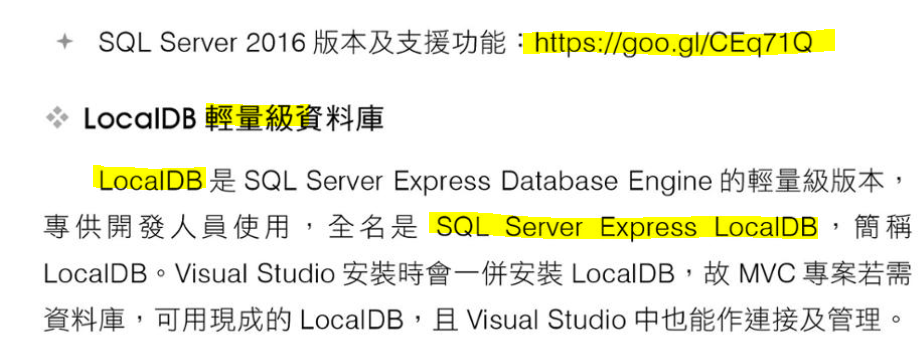 SQL Server 2016 版本及支援功能：https://goo.gl/CEq71Q
LocalDB 輕量級資料庫
LocalDB 是 SQL Server Express Database Engine 的輕量級版本，
專供開發人員使用，全名是 SQL Server Express LocalDB，簡稱
LocalDB。Visual Studio 安裝時會一併安裝 LocalDB，故 MVC 專案若需
資料庫，可用現成的 LocalDB，且 Visual Studio 中也能作連接及管理。